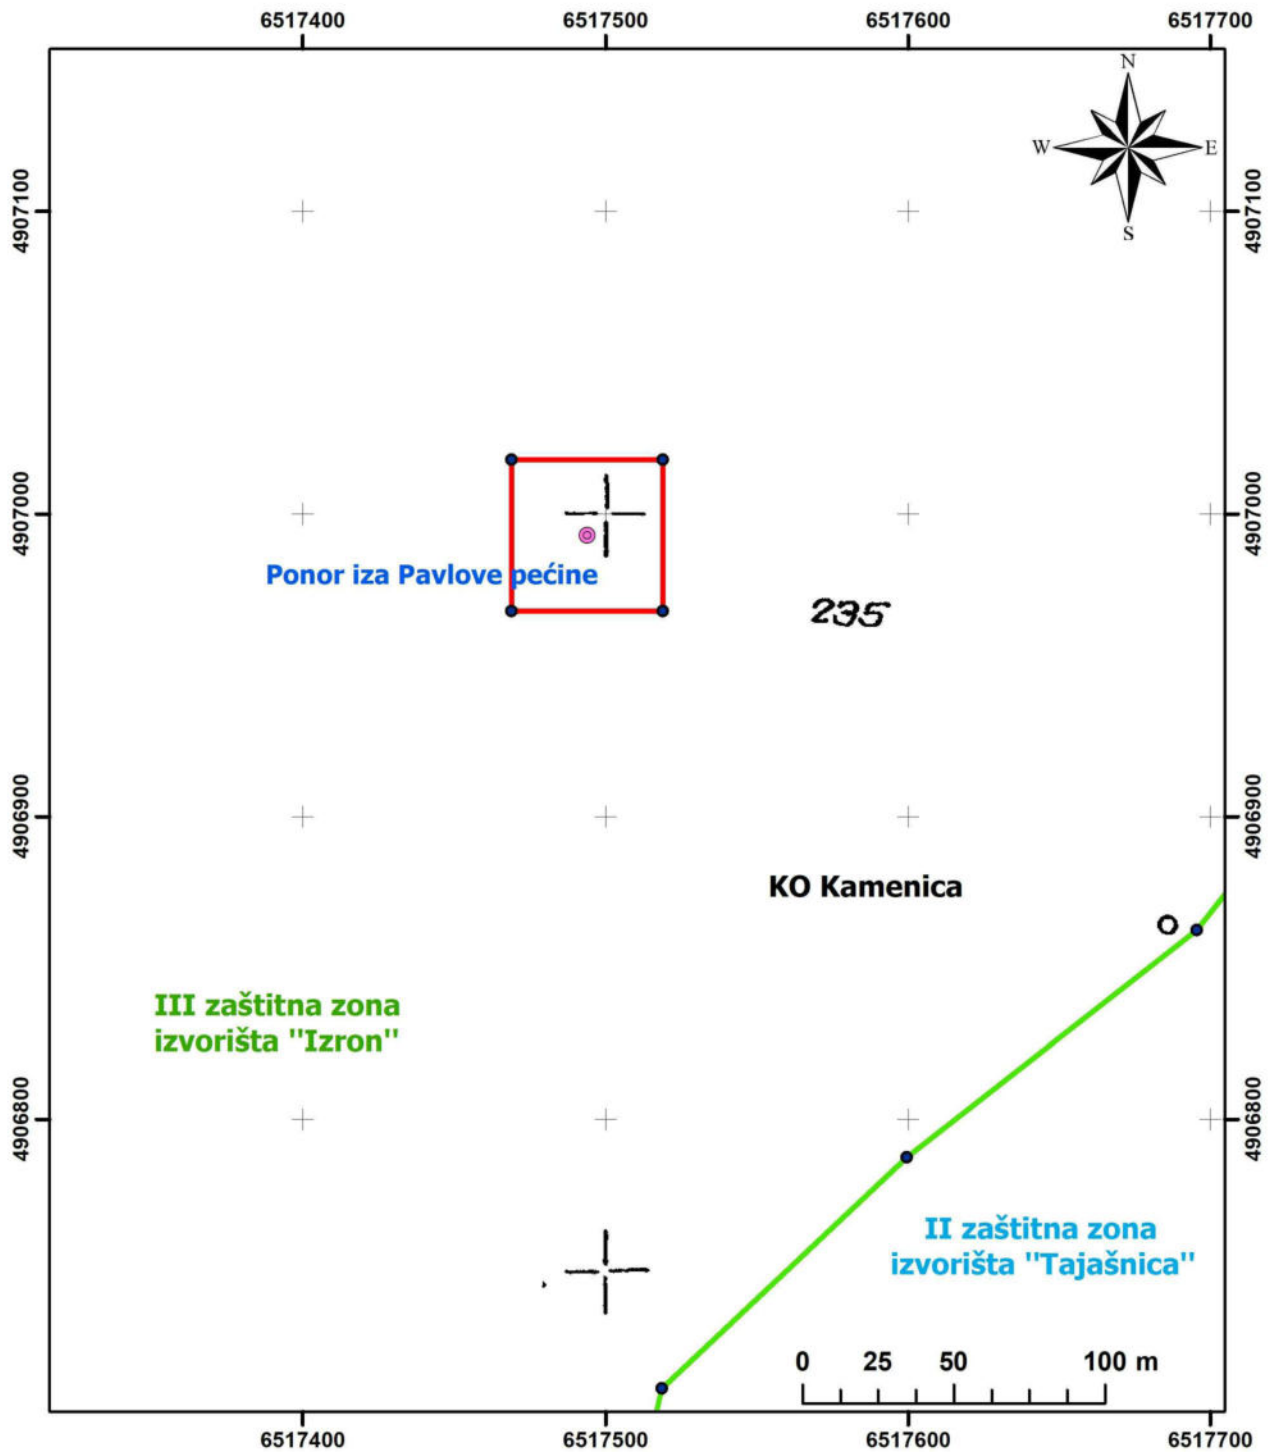 6517400 6517500 6517600 6517700
N
W E
S
4907100 4907100
4907000 4907000
Ponor iza Pavlove pećine
235
4906900 4906900
KO Kamenica
III zaštitna zona
izvorišta "Izron"
4906800 4906800
II zaštitna zona
izvorišta "Tajašnica"
0 25 50 100 m
6517400 6517500 6517600 6517700